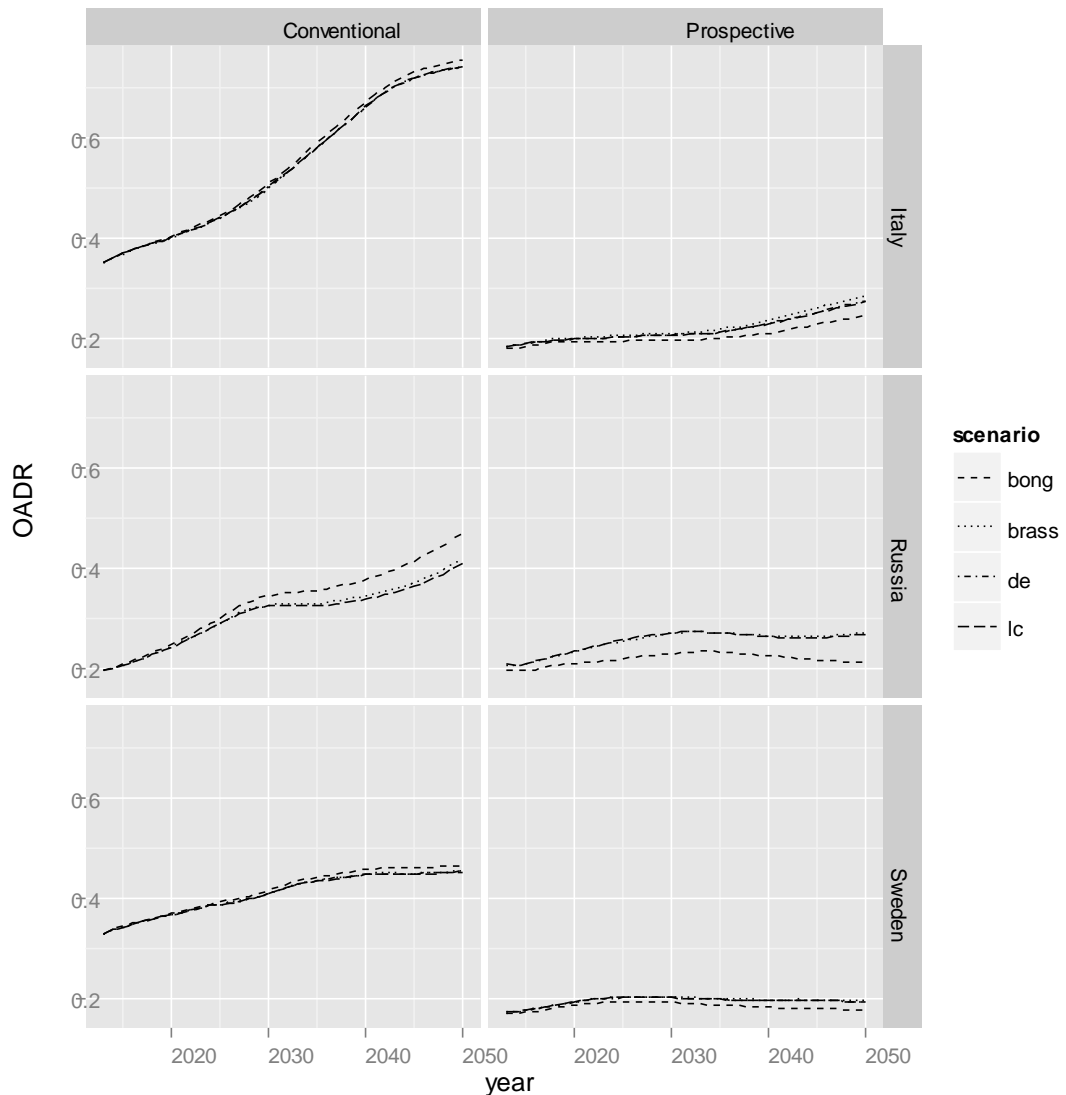 Conventional
Prospective
0.6
0.4
0.2
Italy
0.6
0.4
0.2
Russia
0.6
0.4
0.2
Sweden
OADR
2020
2030
2040
2050
2020
2030
2040
2050
year
scenario
bong
brass
de
lc